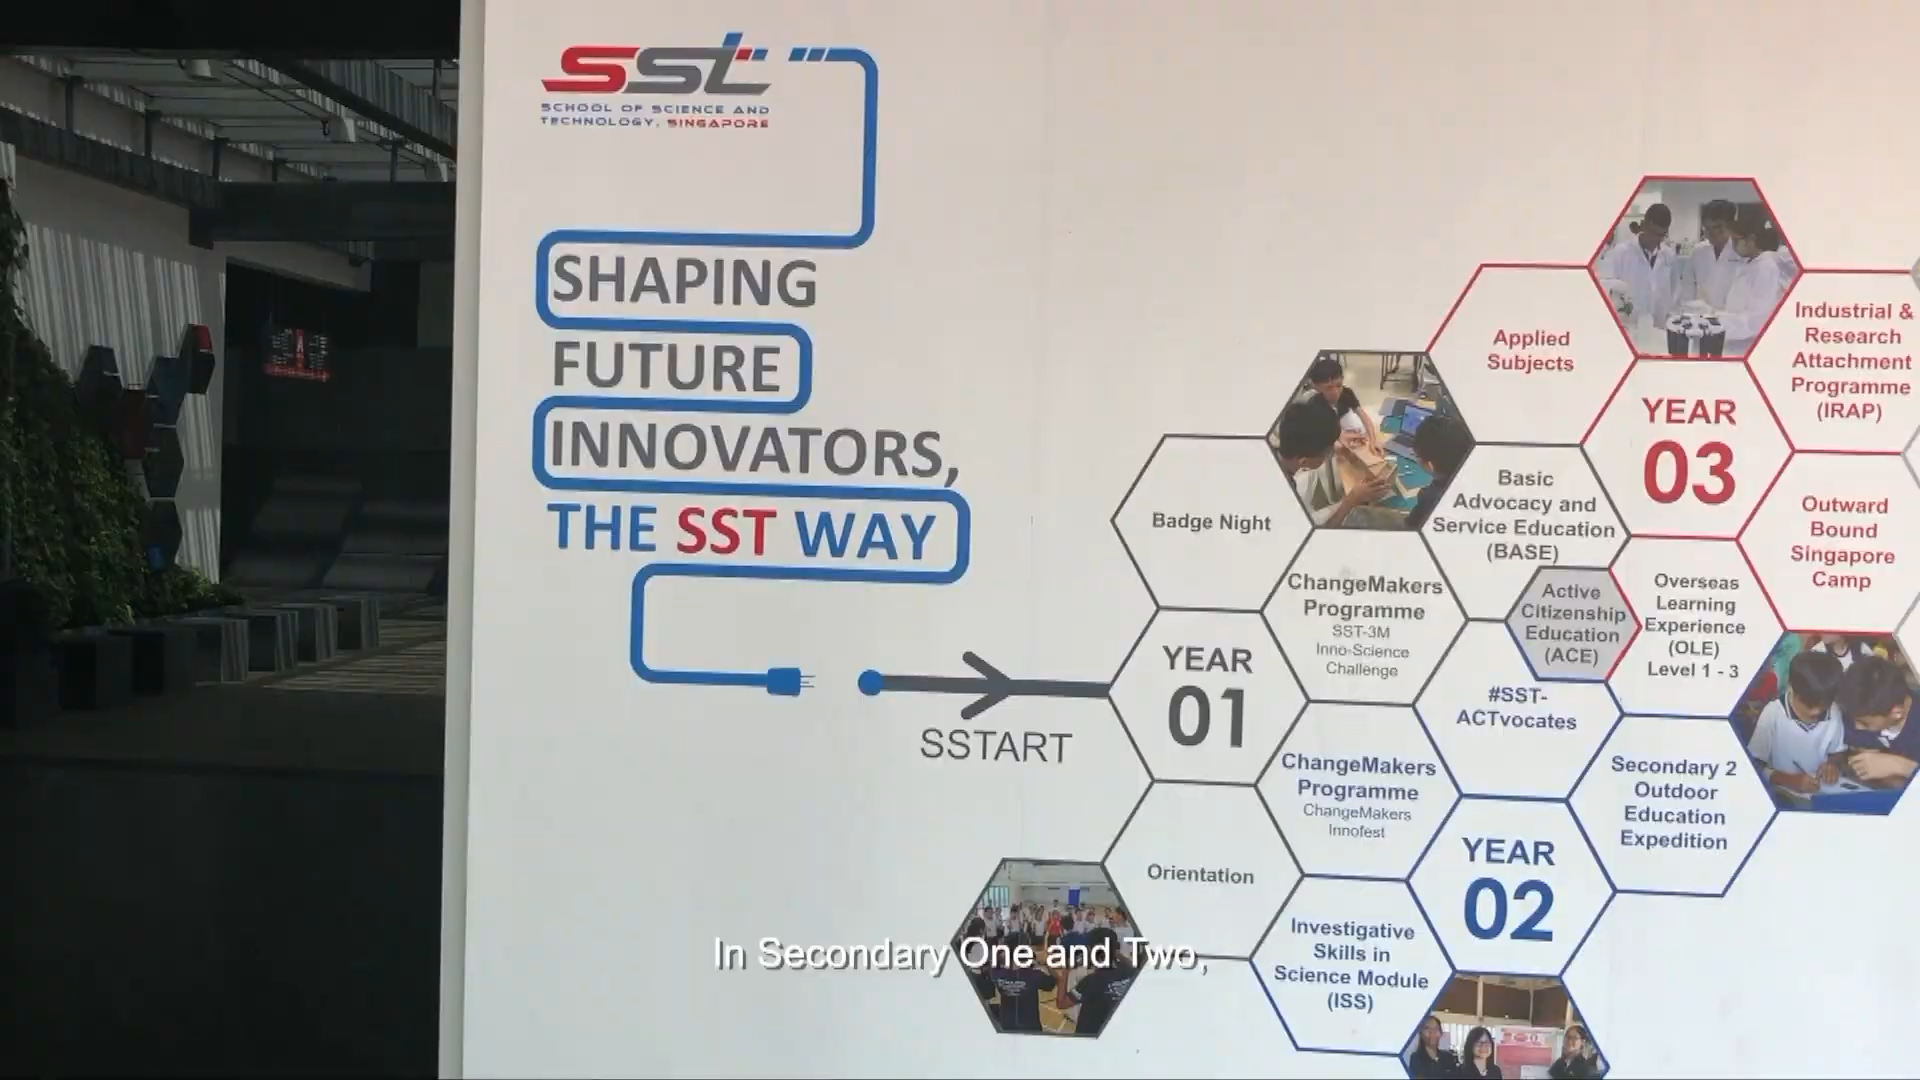 sst
SCHOOL OF SCIENCE AND
TECHNOLOGY, SINGAPORE
SHAPING
FUTURE
INNOVATORS,
THE SST WAY
SSTART
YEAR
01
Badge Night
Orientation
ChangeMakers
Programme
SST-3M
Inno-Science
Challenge
Basic
Advocacy and
Service Education
(BASE)
Active
Citizenship
Education
(ACE)
ChangeMakers
Programme
ChangeMakers
Innofest
#SST-
ACTvocates
YEAR
02
Investigative
Skills in
Science Module
(ISS)
Secondary 2
Outdoor
Education
Expedition
Overseas
Learning
Experience
(OLE)
Level 1 - 3
YEAR
03
Applied
Subjects
Industrial &
Research
Attachment
Programme
(IRAP)
Outward
Bound
Singapore
Camp
In Secondary One and Two,